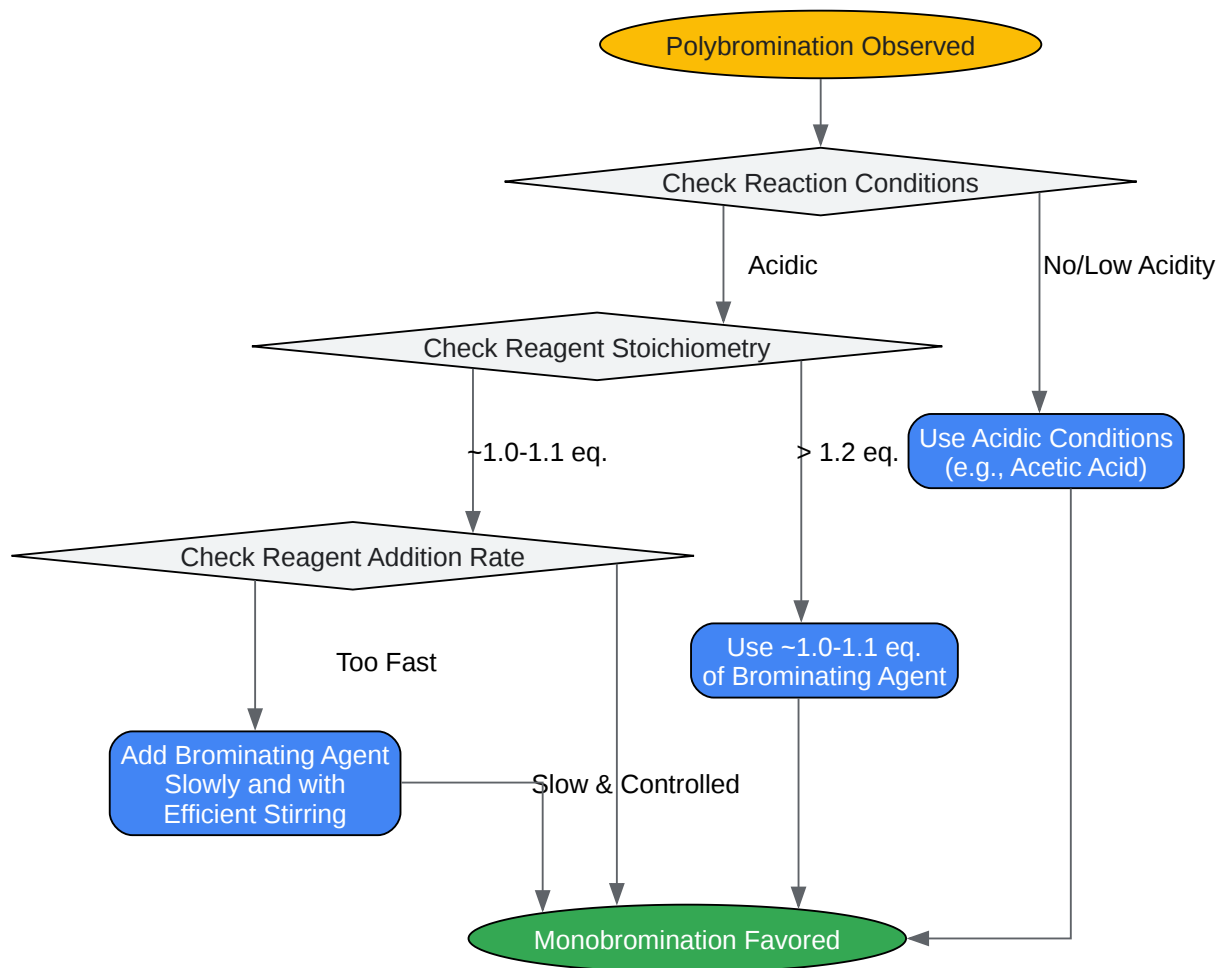 Polybromination Observed
Check Reaction Conditions
Acidic
No/Low Acidity
Check Reagent Stoichiometry
~1.0-1.1 eq.
> 1.2 eq.
Use Acidic Conditions
(e.g., Acetic Acid)
Check Reagent Addition Rate
Too Fast
Use ~1.0-1.1 eq.
of Brominating Agent
Add Brominating Agent
Slowly and with
Efficient Stirring
Slow & Controlled
Monobromination Favored